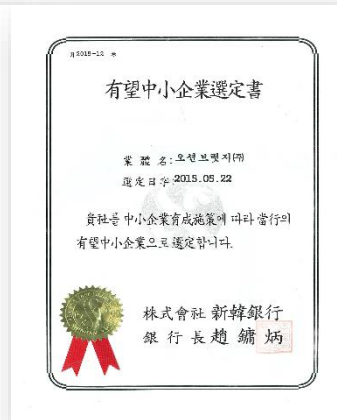 有望中小企業選定書
業體名: 오션브릿지(주)
選定日字: 2015.05.22
貴社를 中小企業育成施策에 따라 當行의
有望中小企業으로 選定합니다.
株式會社 新韓銀行
銀行長 趙鏞炳